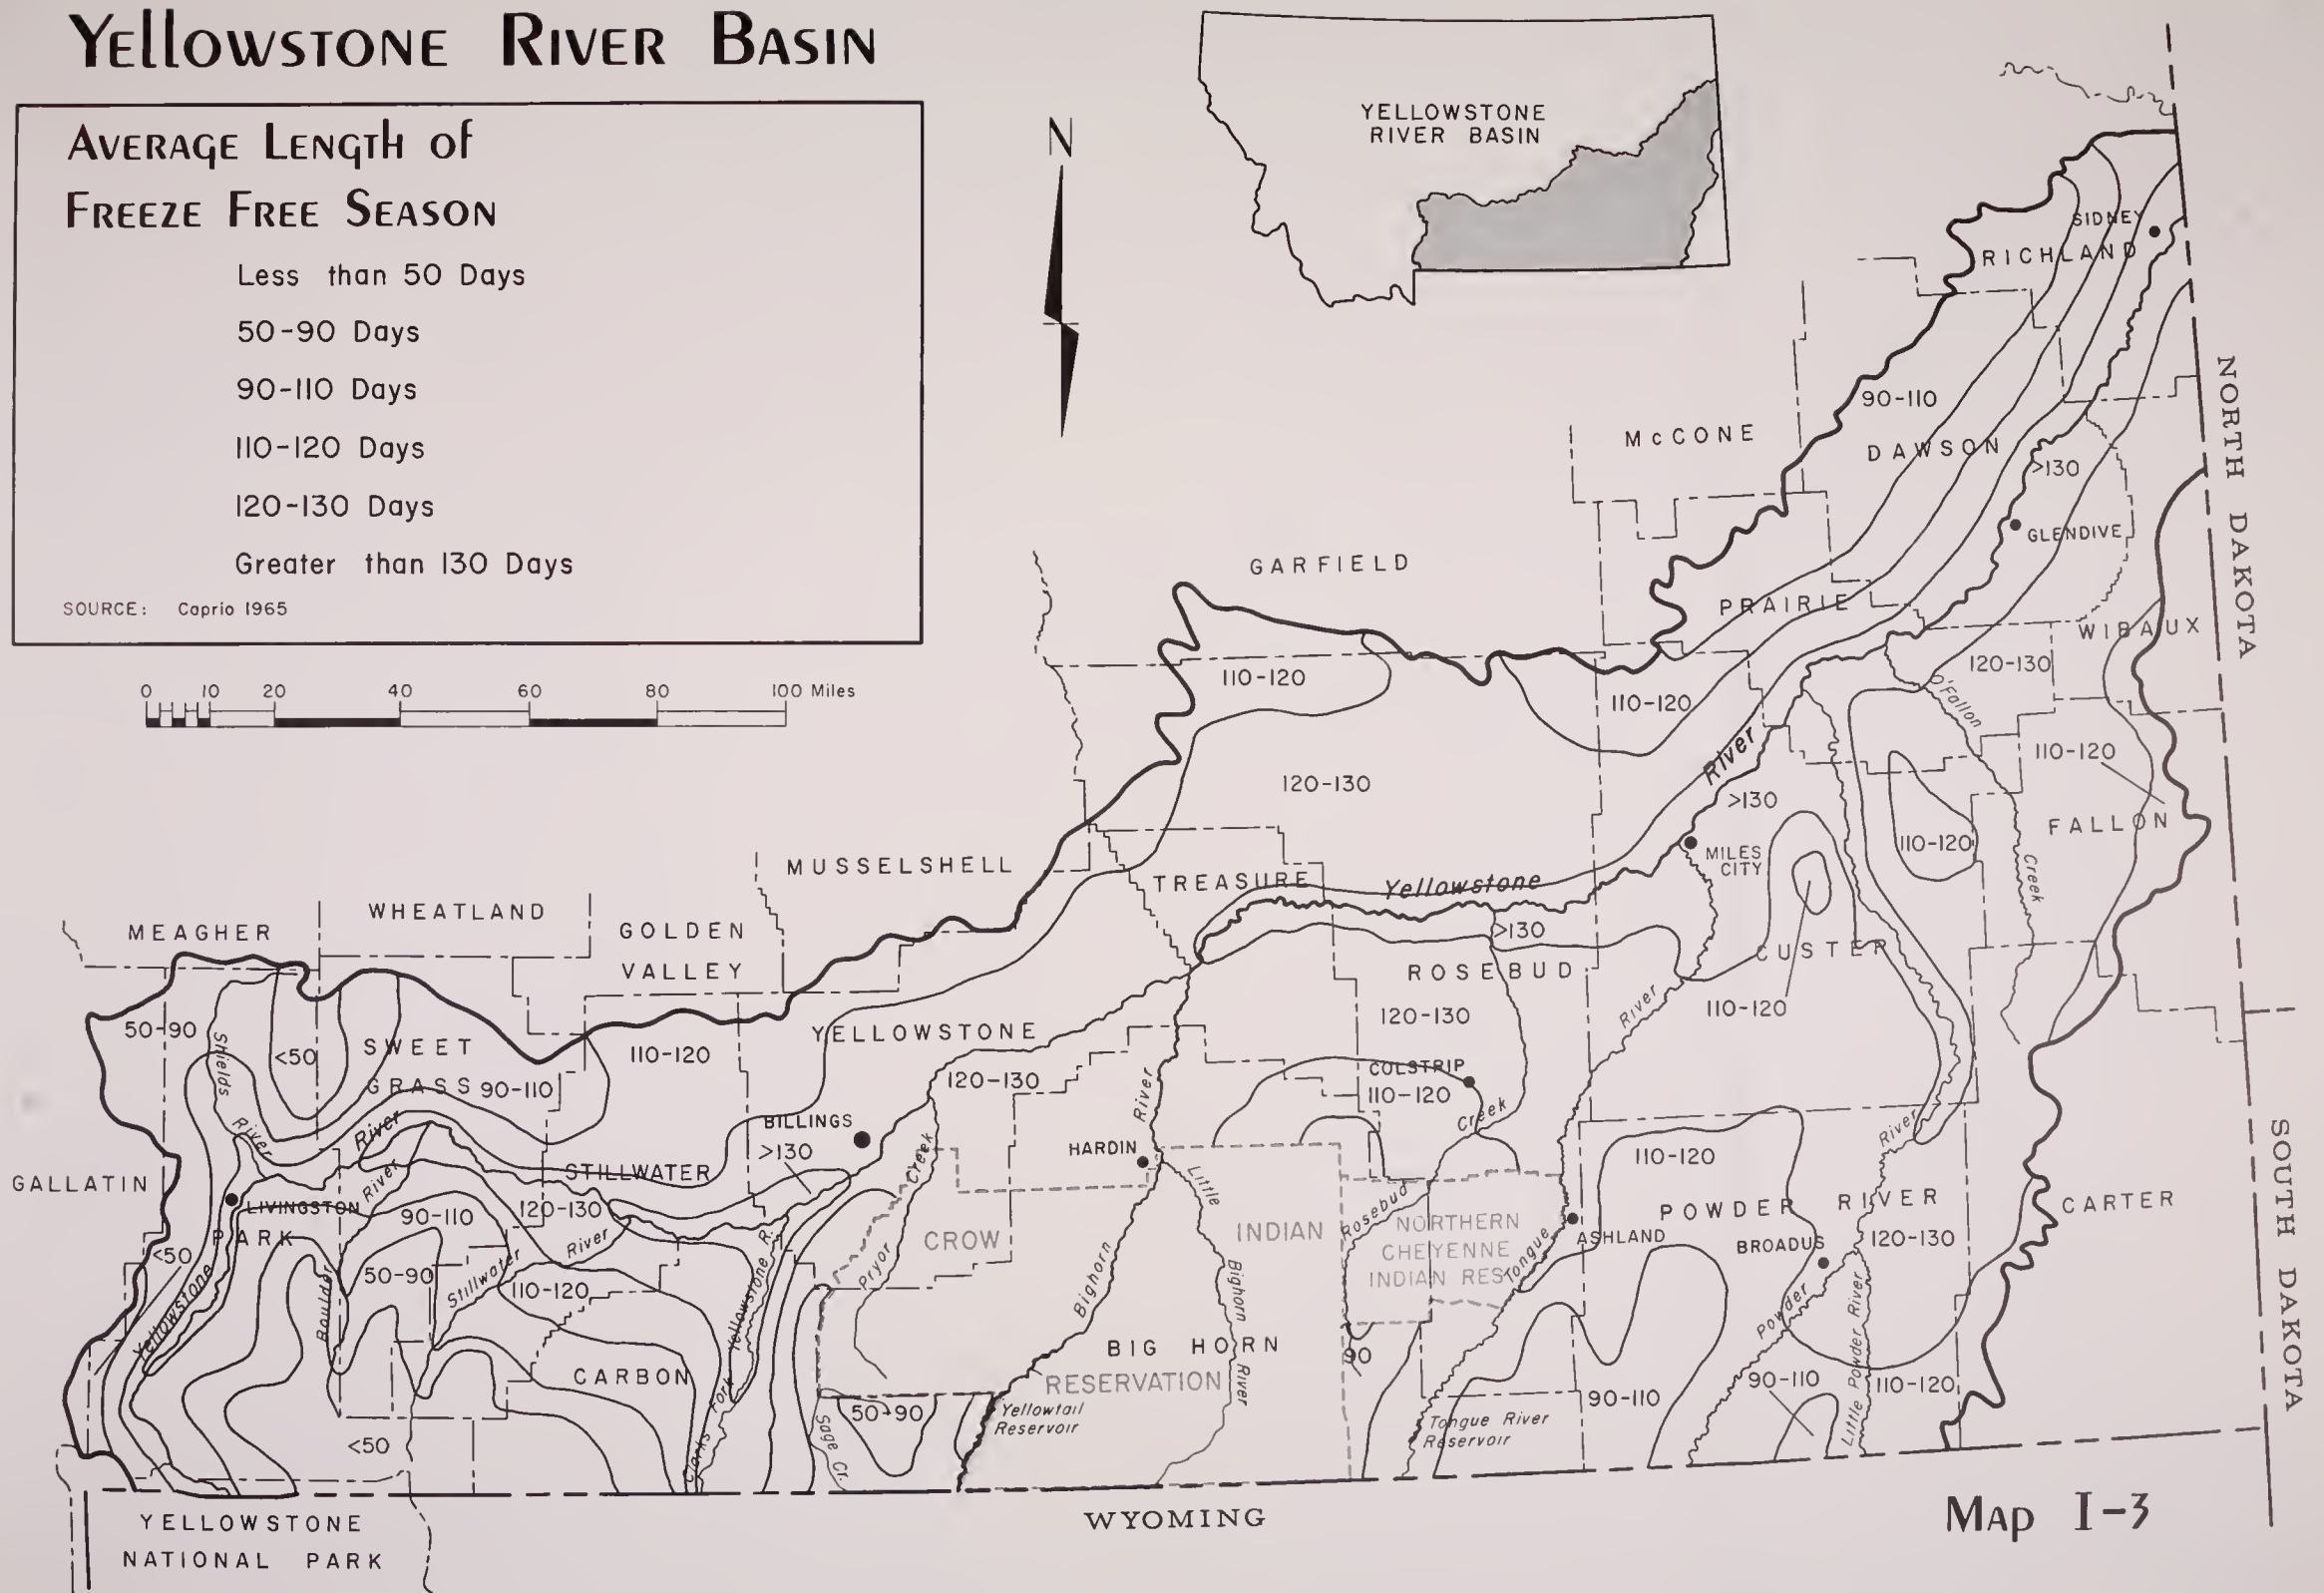 Yellowstone River Basin
Average Length of
Freeze Free Season
Less than 50 Days
50-90 Days
90-110 Days
110-120 Days
120-130 Days
Greater than 130 Days
SOURCE: Caprio 1965
0 10 20 40 60 80 100 Miles
N
YELLOWSTONE
RIVER BASIN
SIDNEY
RICHLAND
NORTH DAKOTA
90-110
McCONE
DAWSON
>130
GLENDIVE
GARFIELD
PRAIRIE
WIBAUX
120-130
110-120
110-120
O'Fallon
Creek
River
110-120
120-130
>130
FALLON
110-120
MILES
CITY
MUSSELSHELL
TREASURE
Yellowstone
WHEATLAND
MEAGHER
GOLDEN
VALLEY
>130
ROSEBUD
CUSTER
110-120
River
50-90
Shields
River
<50
SWEET
GRASS
90-110
110-120
YELLOWSTONE
120-130
120-130
COLSTRIP
110-120
Creek
River
River
River
BILLINGS
>130
HARDIN
River
Creek
Little
110-120
GALLATIN
LIVINGSTON
PARK
STILLWATER
120-130
90-110
River
CROW
INDIAN
Rosebud
NORTHERN
CHEYENNE
INDIAN RES
Tongue
ASHLAND
POWDER RIVER
BROADUS
120-130
CARTER
SOUTH DAKOTA
<50
50-90
Stillwater
110-120
Yellowstone
Boulder
Yellowstone R.
Pryor
Bighorn
Bighorn
River
Powder
Little Powder River
BIG HORN
RESERVATION
90
CARBON
Clarks Fork
<50
50-90
Sage Cr.
Yellowtail
Reservoir
Tongue River
Reservoir
90-110
90-110
110-120
WYOMING
YELLOWSTONE
NATIONAL PARK
Map I-3